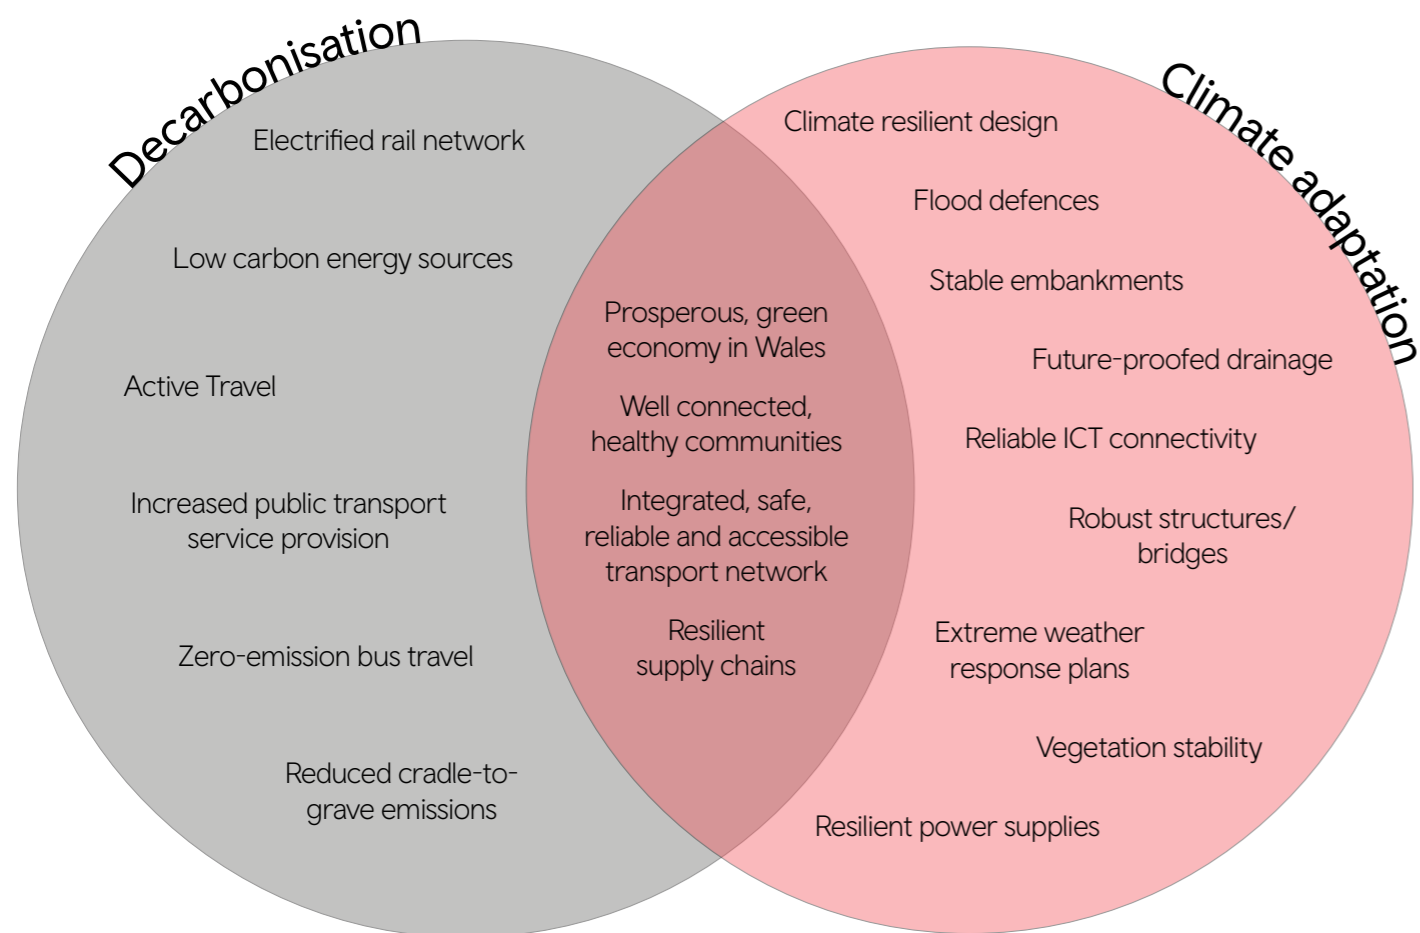 Decarbonisation
Electrified rail network
Low carbon energy sources
Active Travel
Increased public transport
service provision
Zero-emission bus travel
Reduced cradle-to-
grave emissions
Prosperous, green
economy in Wales
Well connected,
healthy communities
Integrated, safe,
reliable and accessible
transport network
Resilient
supply chains
Climate adaptation
Climate resilient design
Flood defences
Stable embankments
Future-proofed drainage
Reliable ICT connectivity
Robust structures/
bridges
Extreme weather
response plans
Vegetation stability
Resilient power supplies